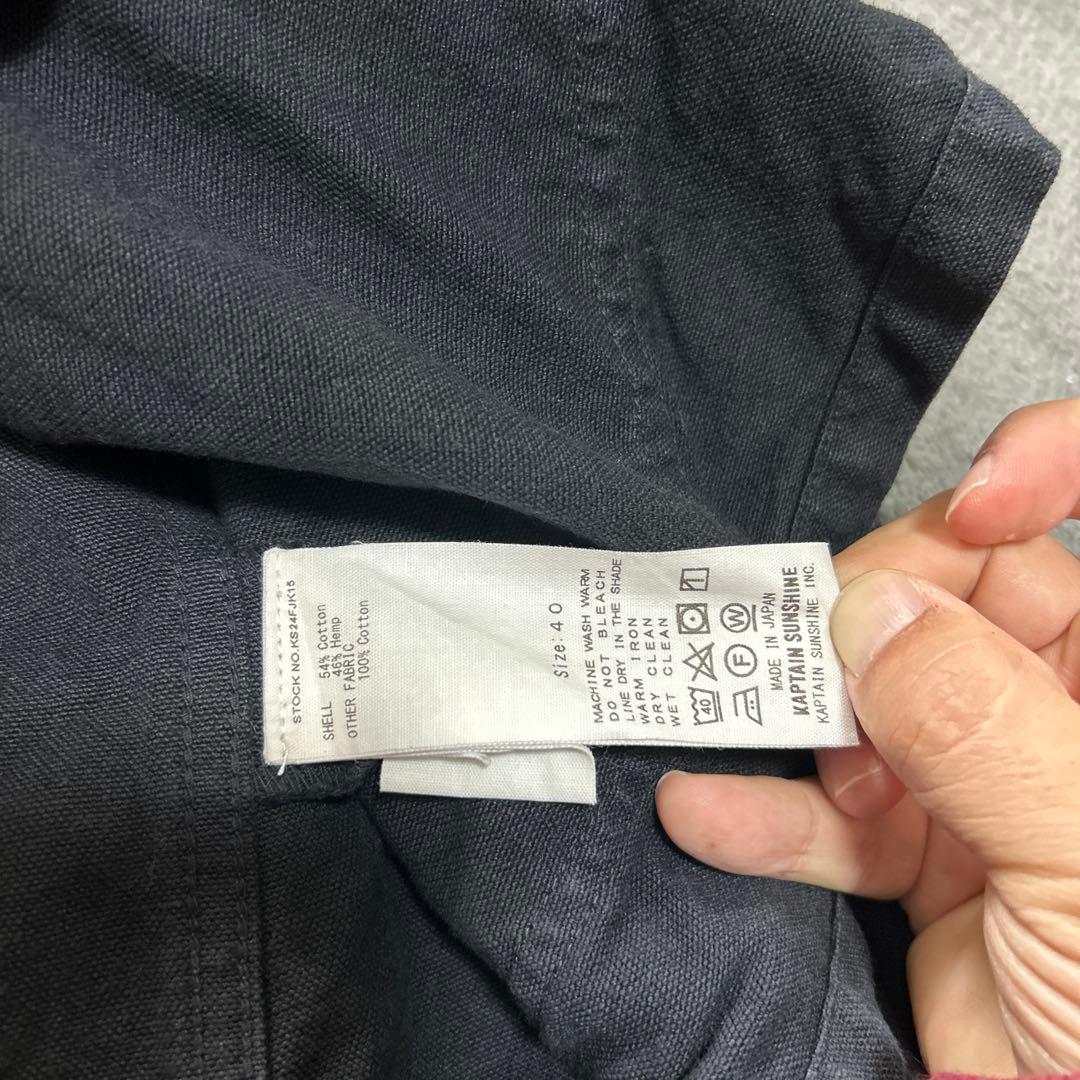 STOCK NO.KS24FJK15
SHELL 54% Cotton
46% Hemp
OTHER FABRIC
100% Cotton
Size: 40
MACHINE WASH WARM
DO NOT BLEACH
LINE DRY IN THE SHADE
WARM IRON
DRY CLEAN
WET CLEAN
40
F
W
MADE IN JAPAN
KAPTAIN SUNSHINE
KAPTAIN SUNSHINE INC.